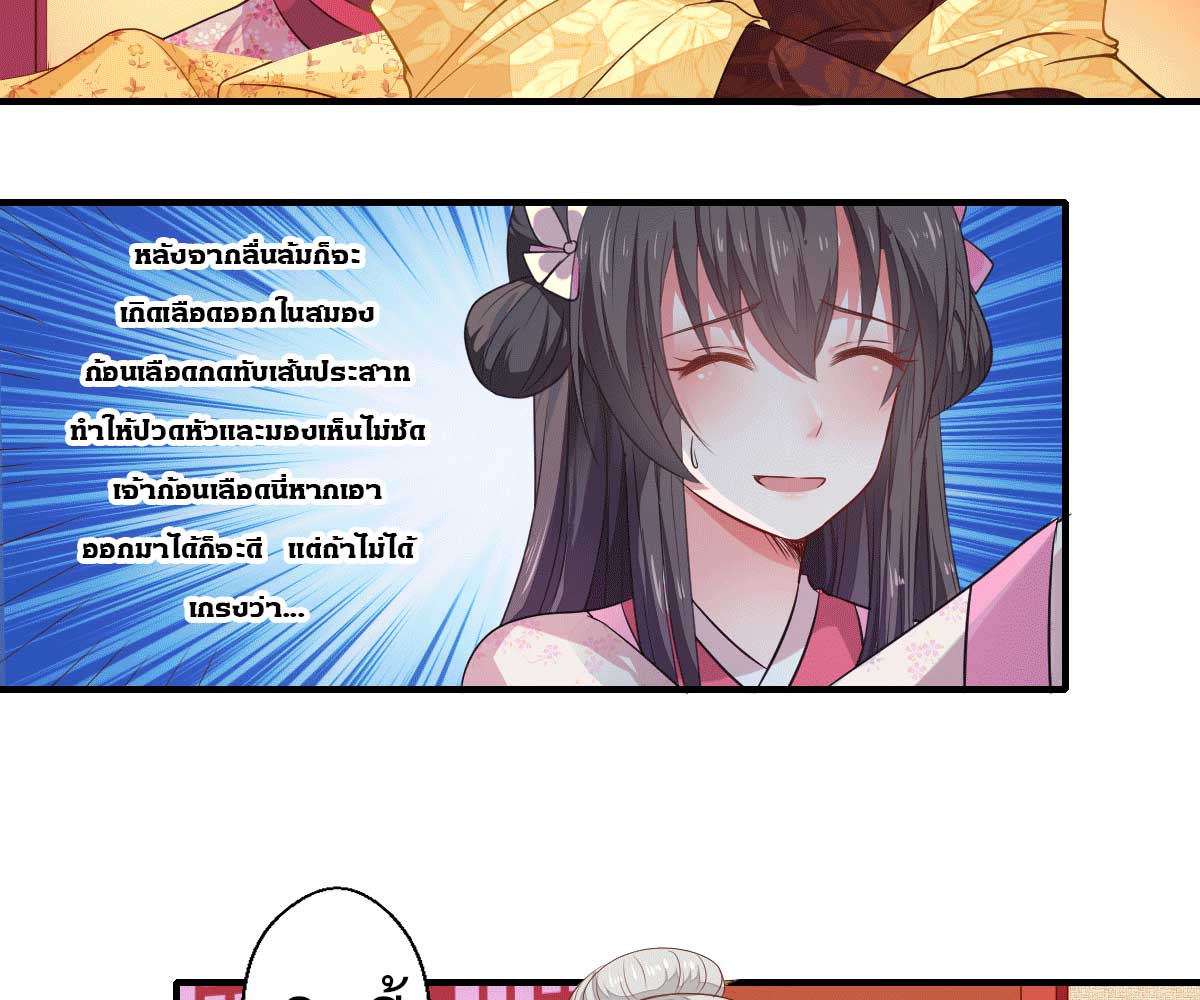 หลังจากลื่นล้มก็จะ
เกิดเลือดออกในสมอง
ก้อนเลือดกดทับเส้นประสาท
ทำให้ปวดหัวและมองเห็นไม่ชัด
เจ้าก้อนเลือดนี่หากเอา
ออกมาได้ก็จะดี แต่ถ้าไม่ได้
เกรงว่า...